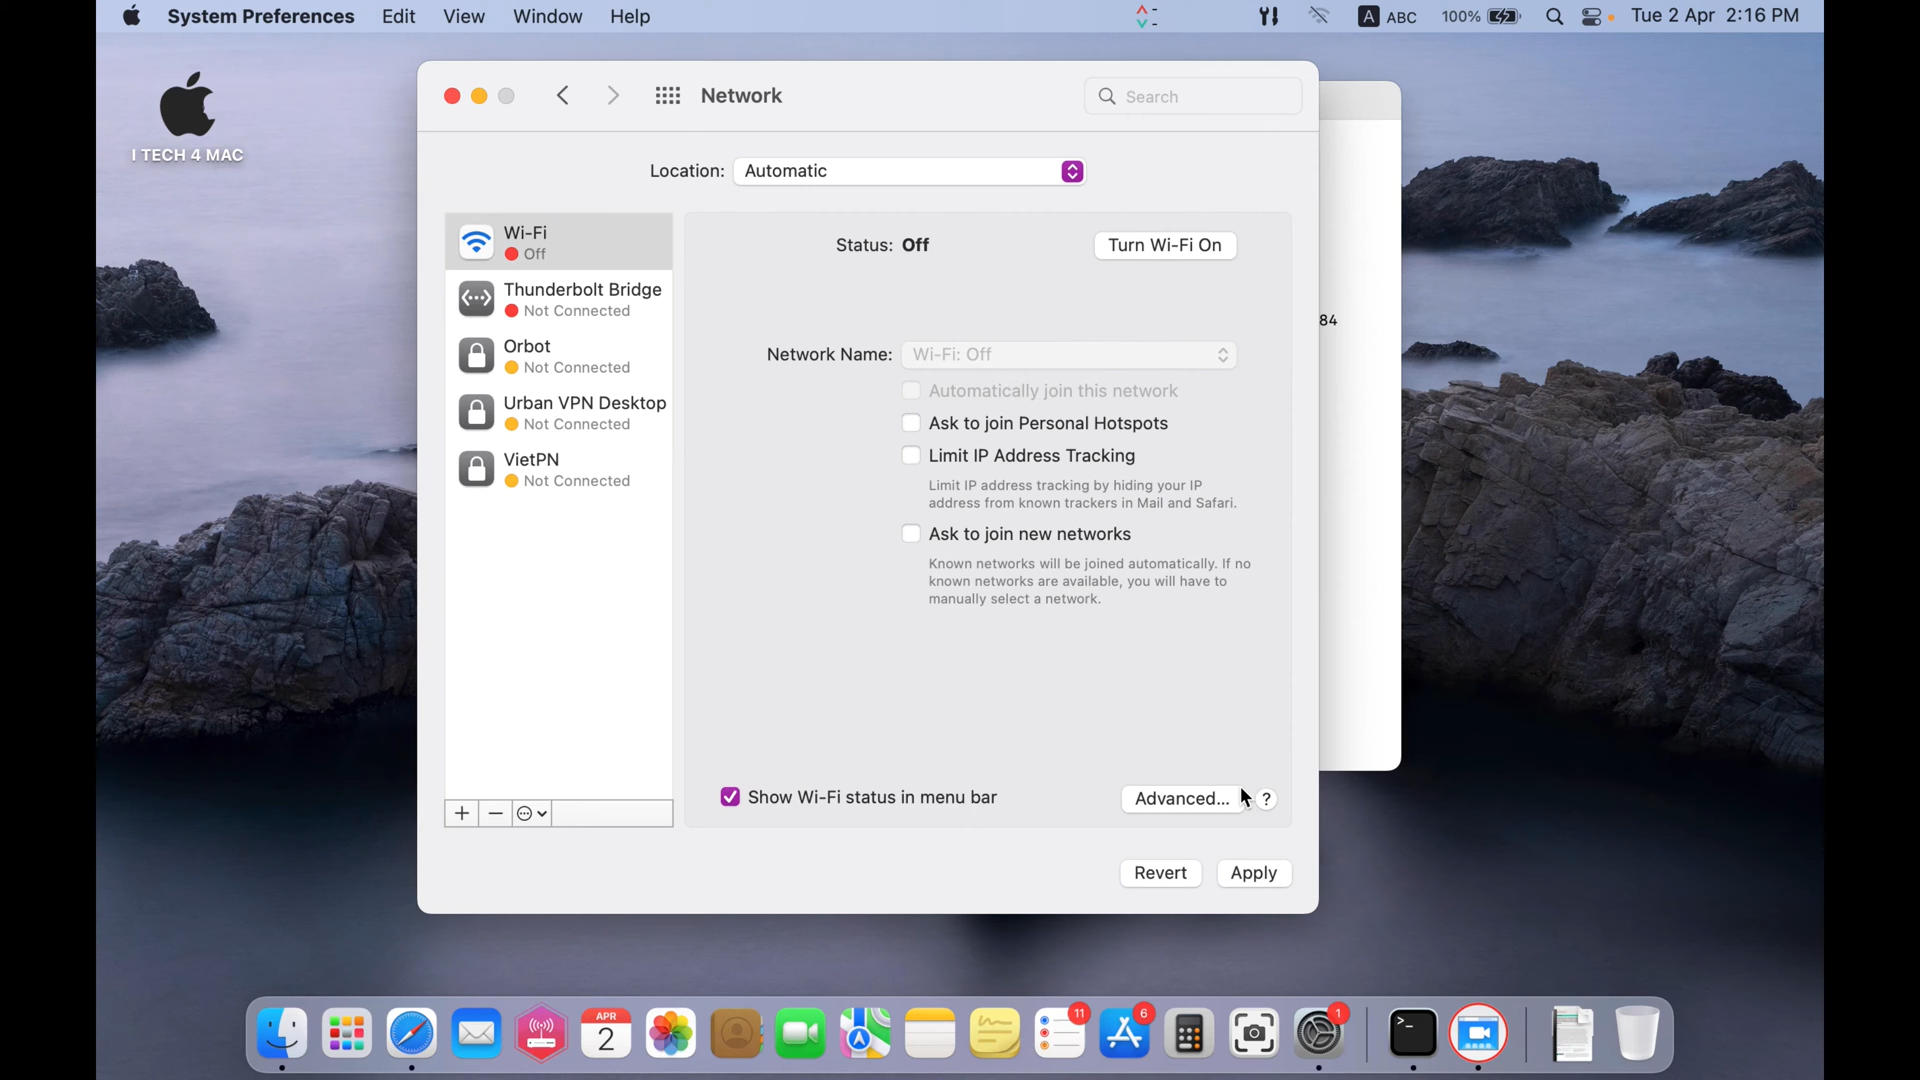 System Preferences Edit View Window Help
A ABC 100% Tue 2 Apr 2:16 PM
I TECH 4 MAC
Network
Search
Location: Automatic
Wi-Fi
Off
Thunderbolt Bridge
Not Connected
Orbot
Not Connected
Urban VPN Desktop
Not Connected
VietPN
Not Connected
Status: Off
Turn Wi-Fi On
Network Name: Wi-Fi: Off
Automatically join this network
Ask to join Personal Hotspots
Limit IP Address Tracking
Limit IP address tracking by hiding your IP
address from known trackers in Mail and Safari.
Ask to join new networks
Known networks will be joined automatically. If no
known networks are available, you will have to
manually select a network.
84
Show Wi-Fi status in menu bar
Advanced... ?
Revert Apply
APR
2
11
6
1
>_